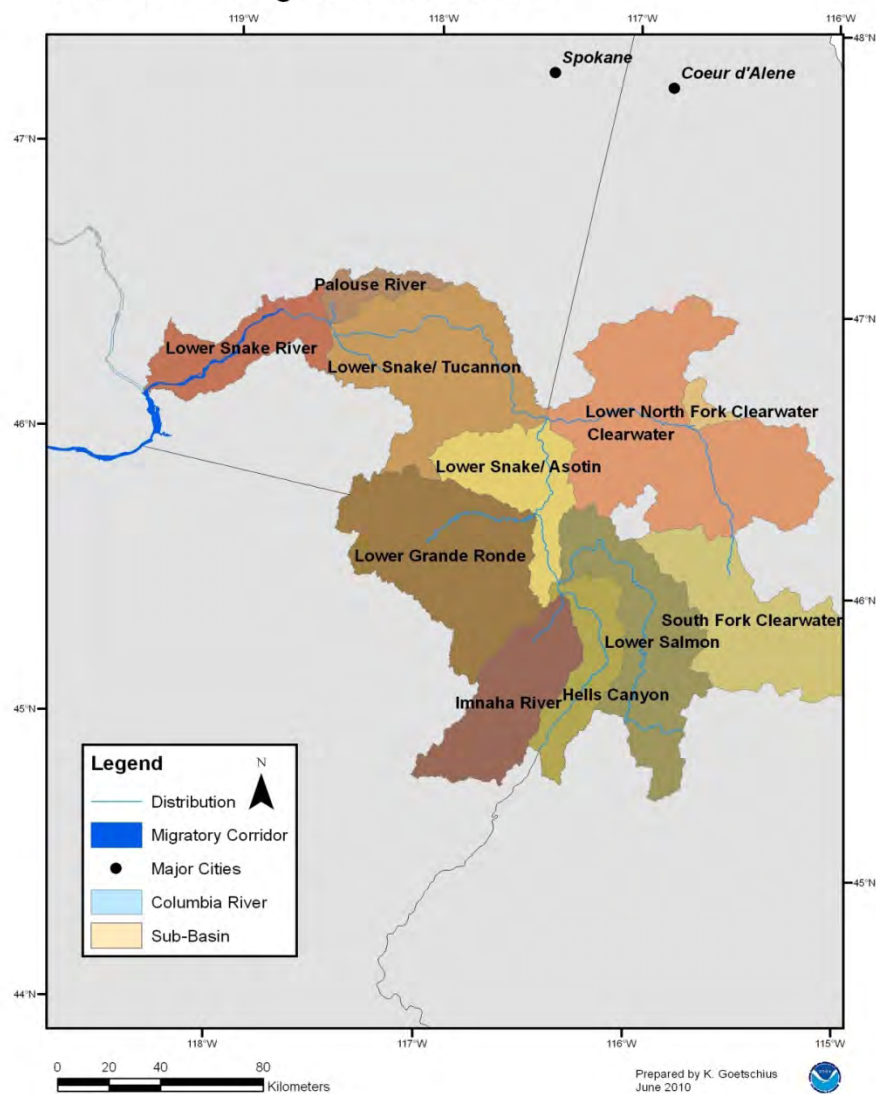 119°W 118°W 117°W 116°W
48°N
Spokane
Coeur d'Alene
47°N
Palouse River
47°N
Lower Snake River
Lower Snake/ Tucannon
Lower North Fork Clearwater
46°N
Clearwater
Lower Snake/ Asotin
Lower Grande Ronde
46°N
South Fork Clearwater
Lower Salmon
Hells Canyon
Imnaha River
45°N
Legend
N
Distribution
Migratory Corridor
Major Cities
45°N
Columbia River
Sub-Basin
44°N
118°W 117°W 116°W 115°W
0 20 40 60 80
Kilometers
Prepared by K. Goetschius
June 2010